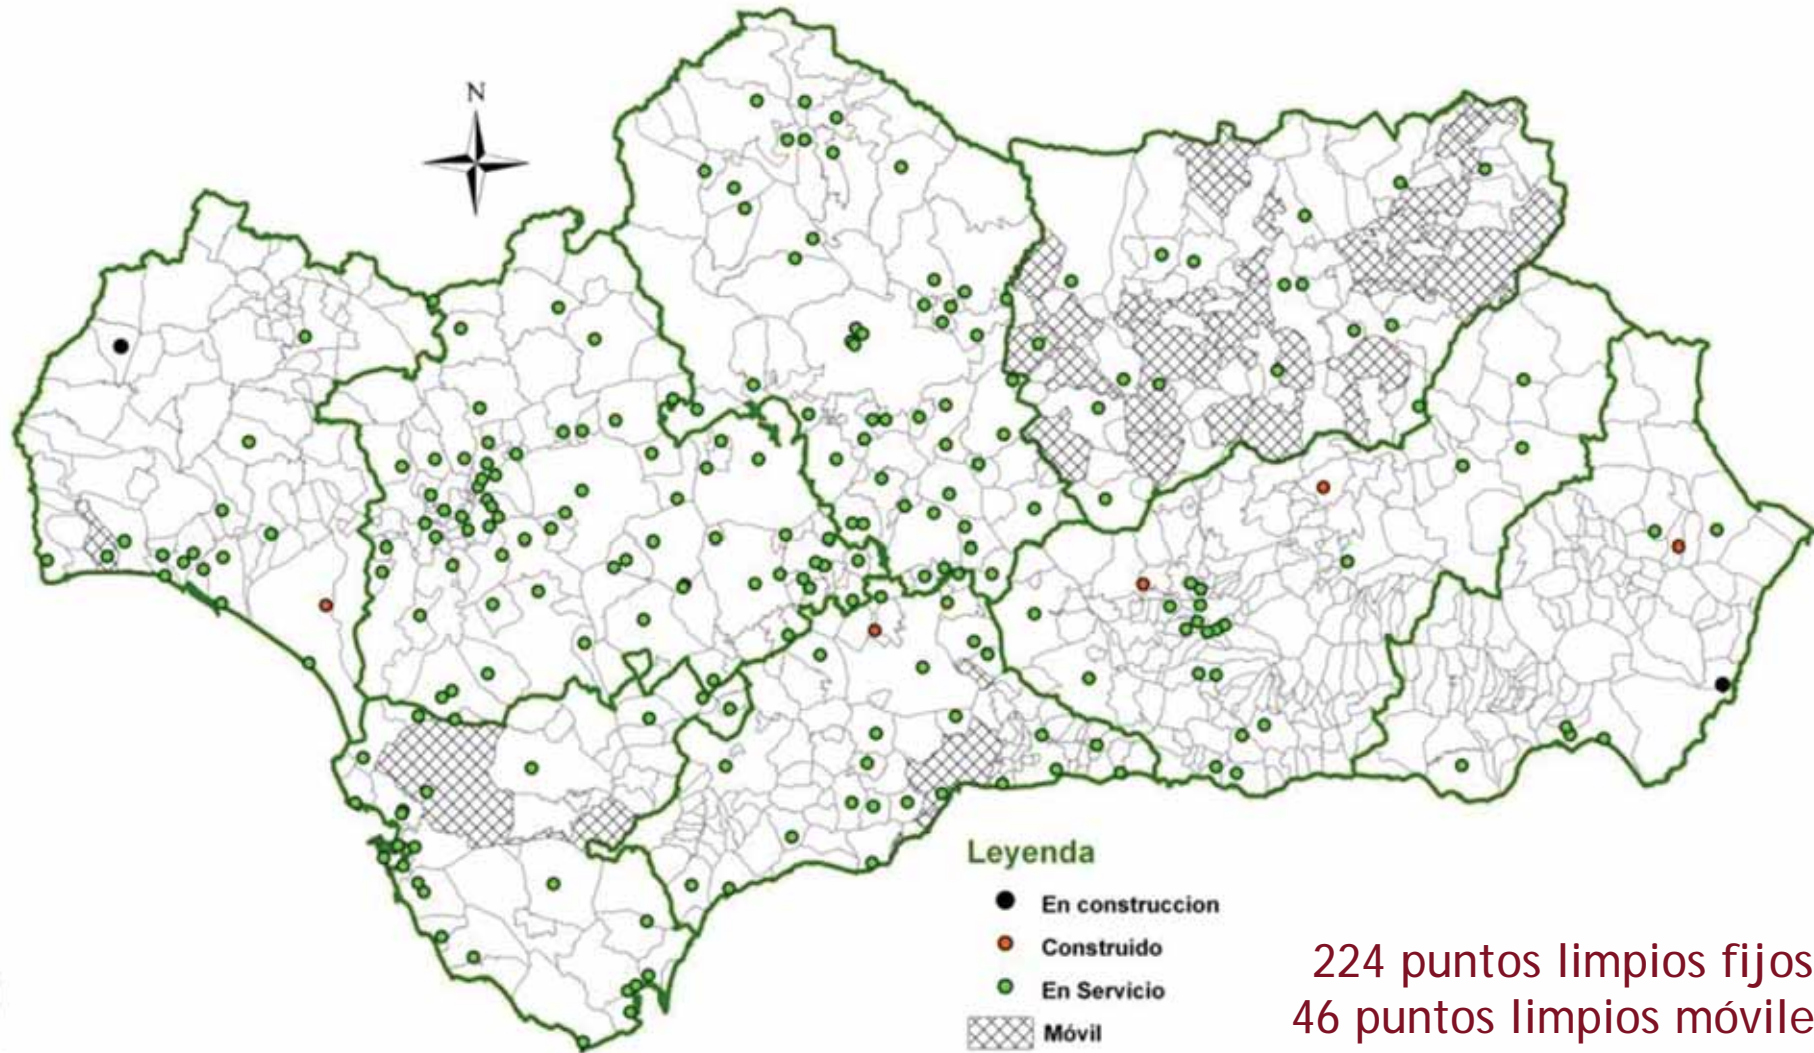 N
Leyenda
En construccion
Construido
En Servicio
Móvil
224 puntos limpios fijos
46 puntos limpios móvile